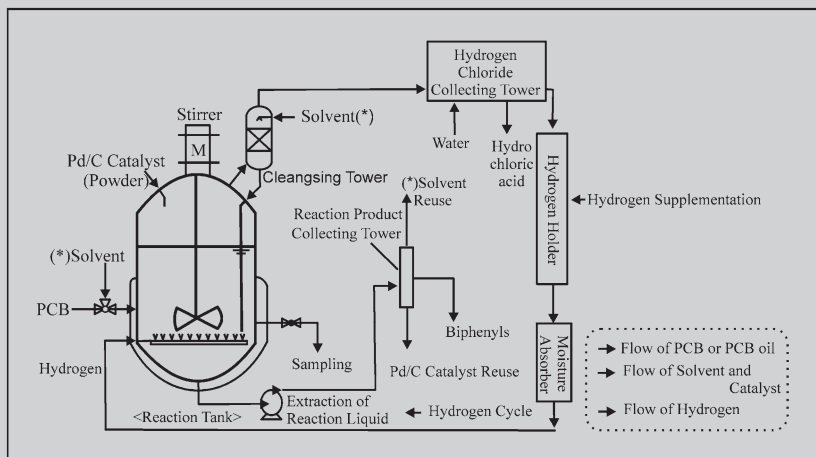 Hydrogen
Chloride
Collecting Tower
Stirrer
M
Solvent(*)
Pd/C Catalyst
(Powder)
Cleangsing Tower
Water
Hydro
chloric
acid
Hydrogen Holder
Hydrogen Supplementation
(*)Solvent
Reuse
Reaction Product
Collecting Tower
(*)Solvent
PCB
Biphenyls
Sampling
Hydrogen
Pd/C Catalyst Reuse
Moisture
Absorber
<Reaction Tank>
Extraction of
Reaction Liquid
Hydrogen Cycle
Flow of PCB or PCB oil
Flow of Solvent and
Catalyst
Flow of Hydrogen